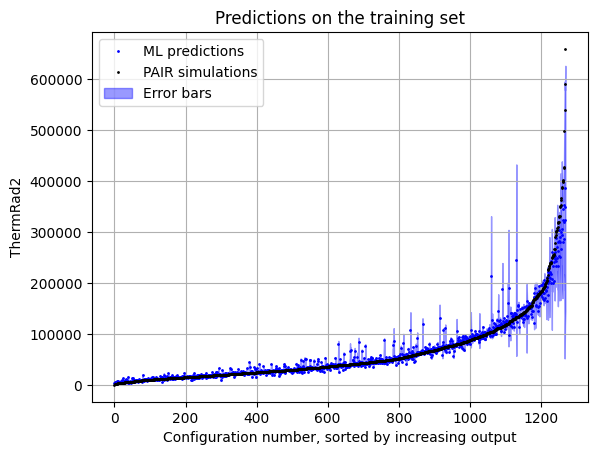 Predictions on the training set
ML predictions
PAIR simulations
Error bars
ThermRad2
600000
500000
400000
300000
200000
100000
0
0 200 400 600 800 1000 1200
Configuration number, sorted by increasing output